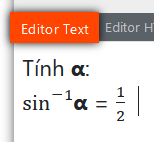 Editor Text Editor H
Tính α:
sin⁻¹α = 1/2